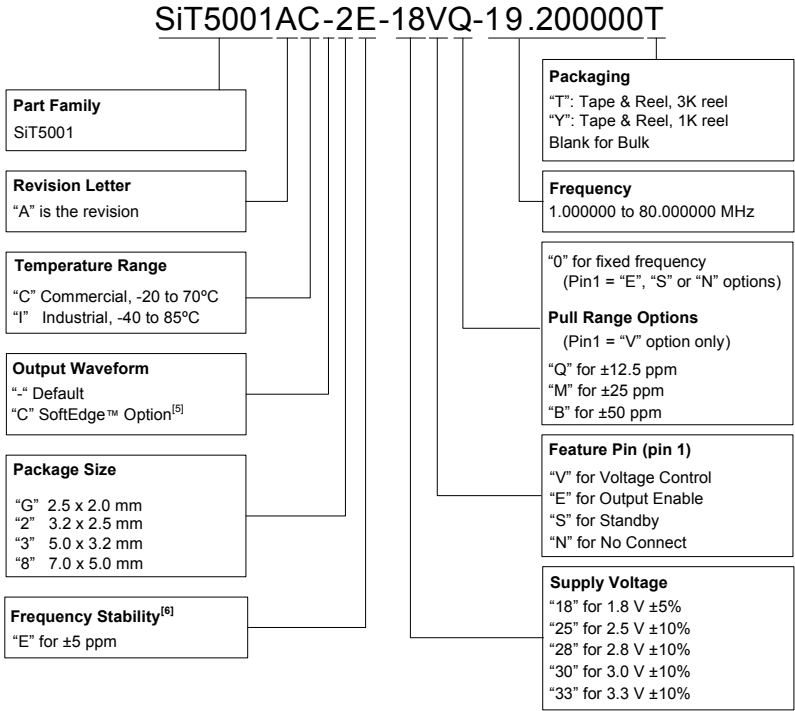 SiT5001AC-2E-18VQ-19.200000T
Part Family
SiT5001
Revision Letter
“A” is the revision
Temperature Range
“C” Commercial, -20 to 70ºC
“I” Industrial, -40 to 85ºC
Output Waveform
“-“ Default
“C” SoftEdge™ Option[5]
Package Size
“G” 2.5 x 2.0 mm
“2” 3.2 x 2.5 mm
“3” 5.0 x 3.2 mm
“8” 7.0 x 5.0 mm
Frequency Stability[6]
“E” for ±5 ppm
Packaging
“T”: Tape & Reel, 3K reel
“Y”: Tape & Reel, 1K reel
Blank for Bulk
Frequency
1.000000 to 80.000000 MHz
“0” for fixed frequency
(Pin1 = “E”, “S” or “N” options)
Pull Range Options
(Pin1 = “V” option only)
“Q” for ±12.5 ppm
“M” for ±25 ppm
“B” for ±50 ppm
Feature Pin (pin 1)
“V” for Voltage Control
“E” for Output Enable
“S” for Standby
“N” for No Connect
Supply Voltage
“18” for 1.8 V ±5%
“25” for 2.5 V ±10%
“28” for 2.8 V ±10%
“30” for 3.0 V ±10%
“33” for 3.3 V ±10%